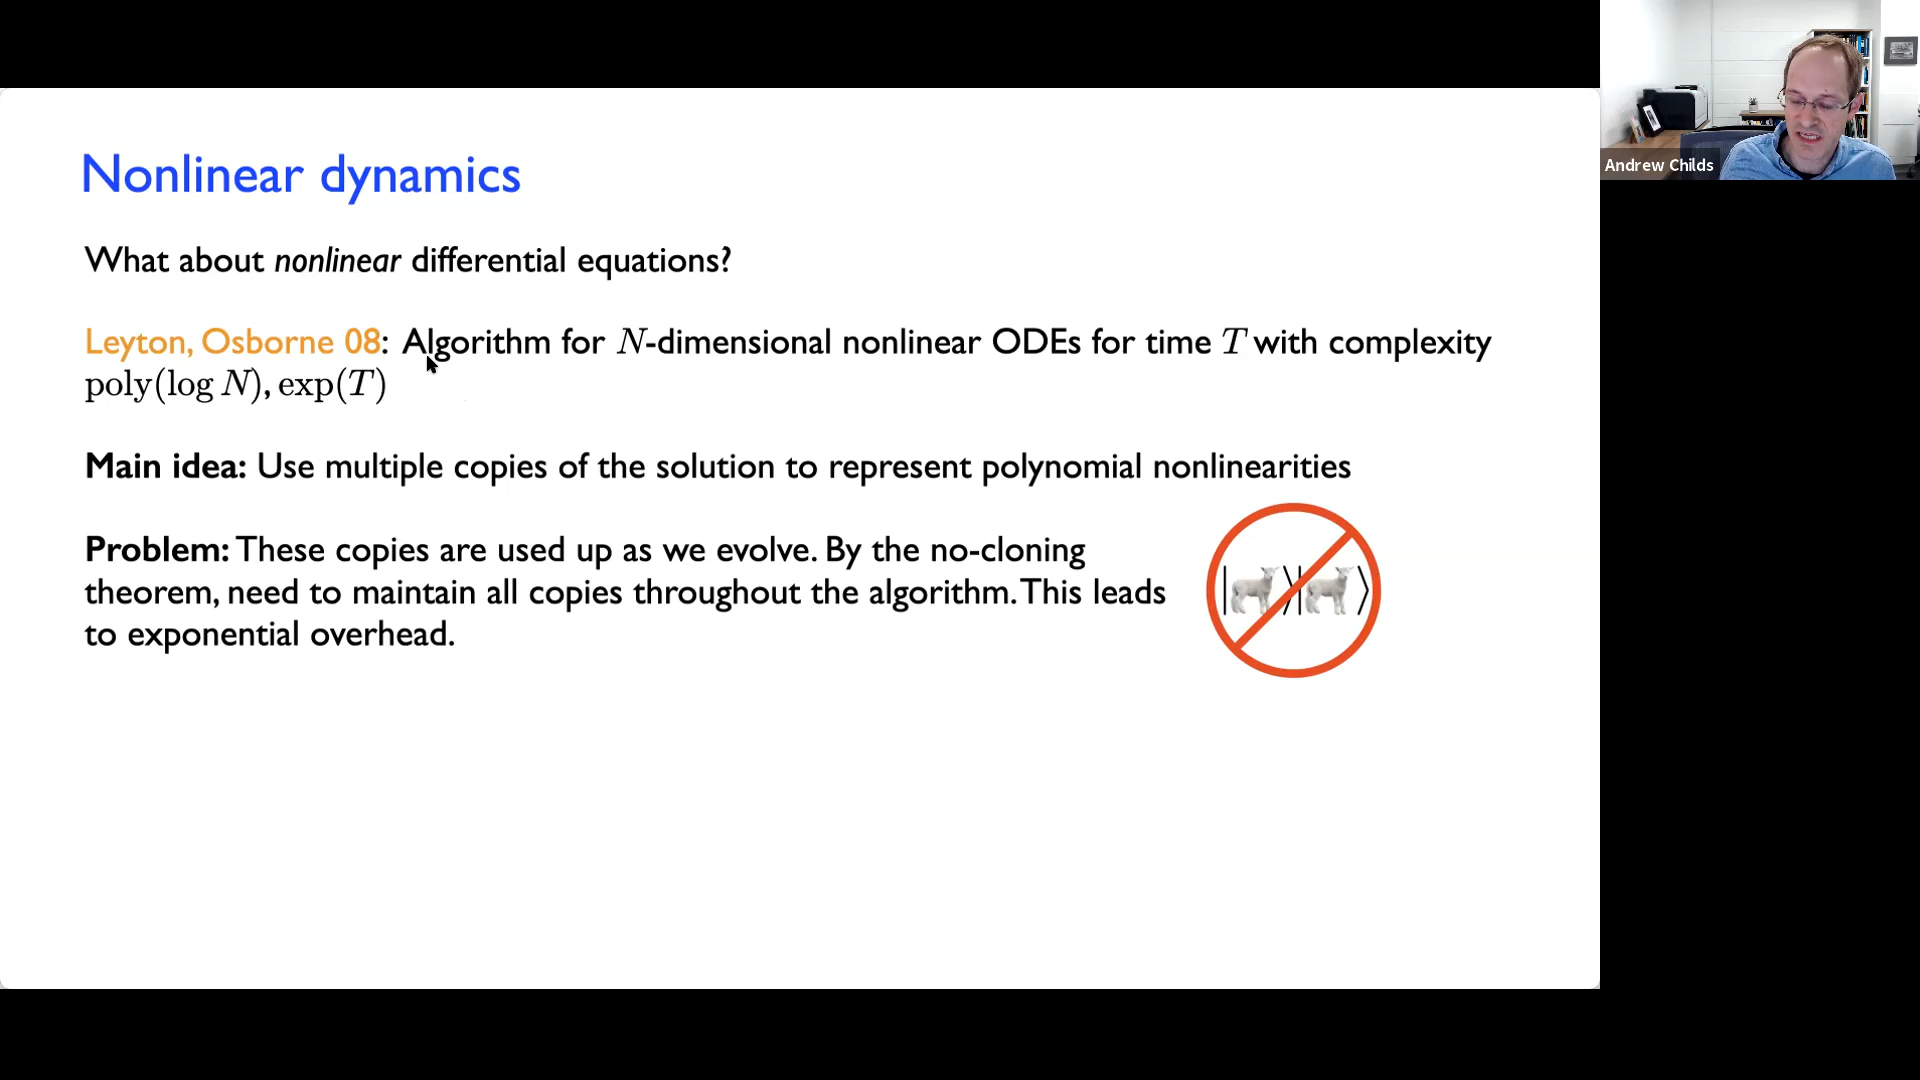 Nonlinear dynamics
What about nonlinear differential equations?
Leyton, Osborne 08: Algorithm for N-dimensional nonlinear ODEs for time T with complexity
poly(log N), exp(T)
Main idea: Use multiple copies of the solution to represent polynomial nonlinearities
Problem: These copies are used up as we evolve. By the no-cloning
theorem, need to maintain all copies throughout the algorithm. This leads
to exponential overhead.
| ⟩| ⟩
Andrew Childs